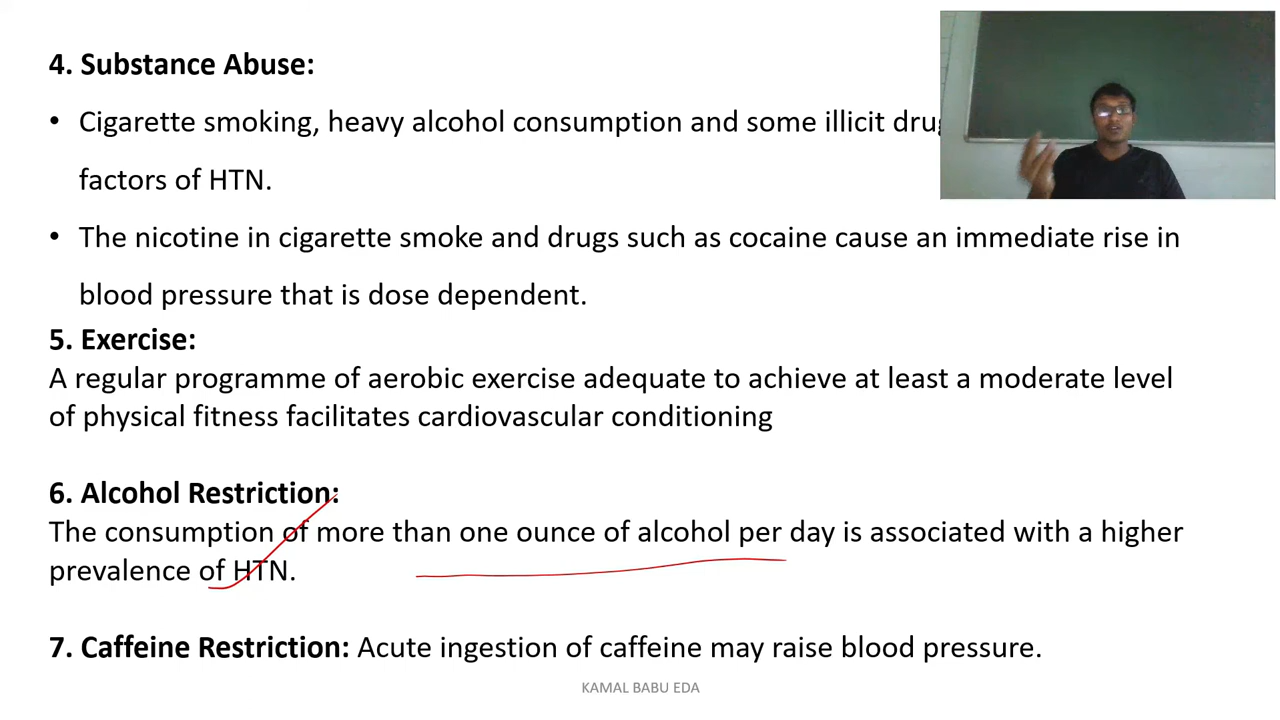 4. Substance Abuse:
• Cigarette smoking, heavy alcohol consumption and some illicit
factors of HTN.
• The nicotine in cigarette smoke and drugs such as cocaine cause an immediate rise in
blood pressure that is dose dependent.
5. Exercise:
A regular programme of aerobic exercise adequate to achieve at least a moderate level
of physical fitness facilitates cardiovascular conditioning
6. Alcohol Restriction:
The consumption of more than one ounce of alcohol per day is associated with a higher
prevalence of HTN.
7. Caffeine Restriction: Acute ingestion of caffeine may raise blood pressure.
KAMAL BABU EDA